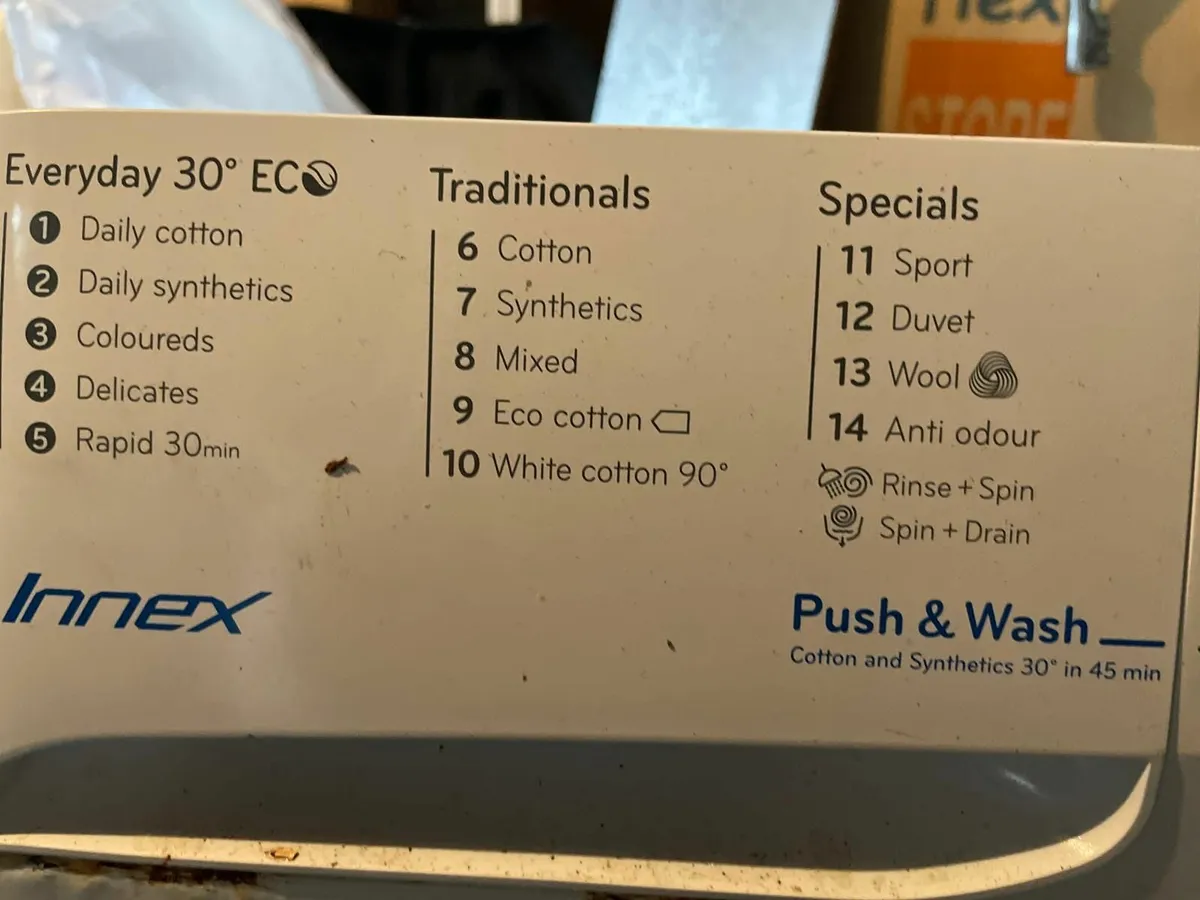 STORE
Everyday 30° ECO
1 Daily cotton
2 Daily synthetics
3 Coloureds
4 Delicates
5 Rapid 30min
Traditionals
6 Cotton
7 Synthetics
8 Mixed
9 Eco cotton
10 White cotton 90°
Specials
11 Sport
12 Duvet
13 Wool
14 Anti odour
Rinse + Spin
Spin + Drain
Innex
Push & Wash
Cotton and Synthetics 30° in 45 min